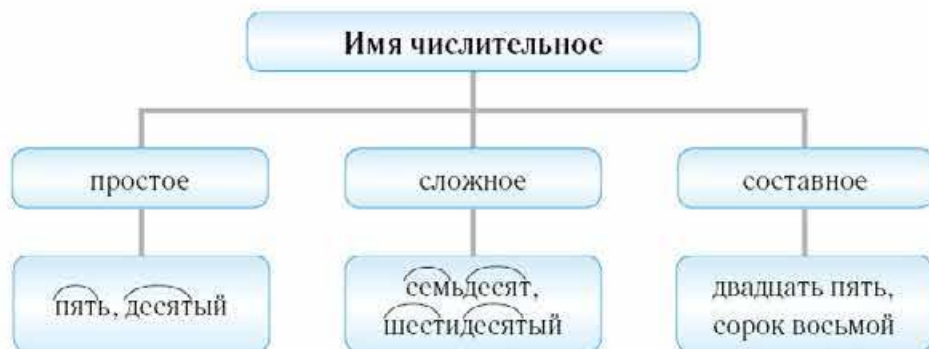 Имя числительное
простое
сложное
составное
пять, десятый
семьдесят,
шестидесятый
двадцать пять,
сорок восьмой